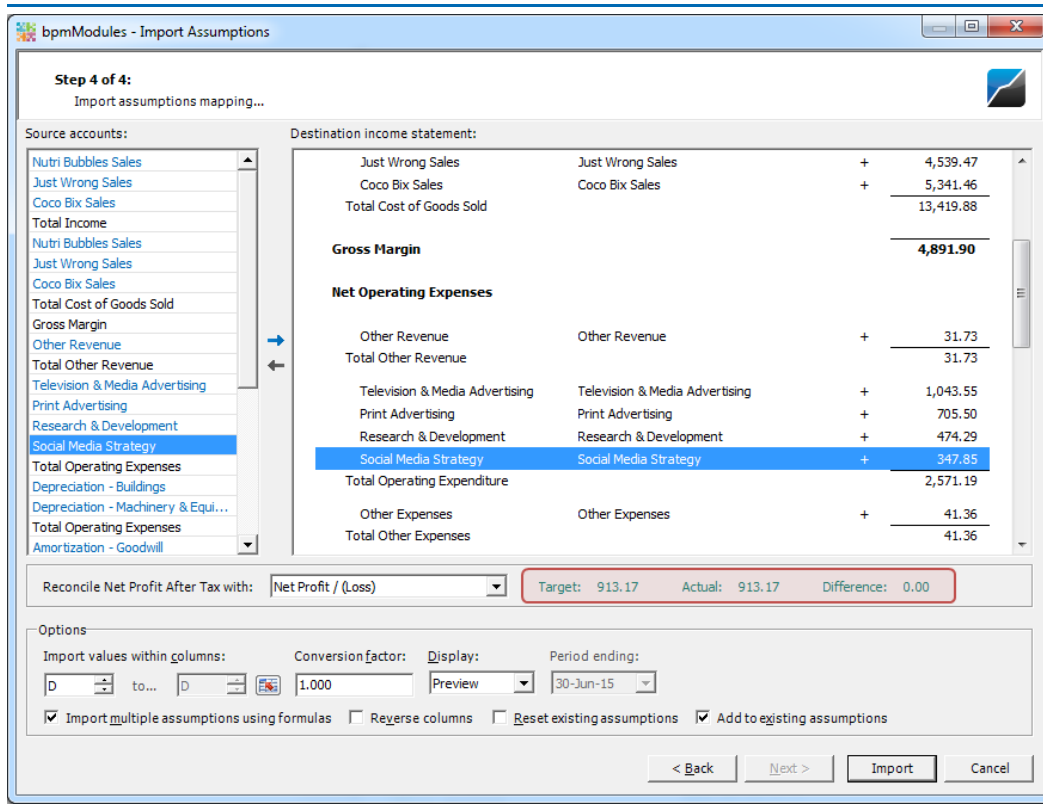 bpmModules - Import Assumptions
Step 4 of 4:
Import assumptions mapping...
Source accounts:
Nutri Bubbles Sales
Just Wrong Sales
Coco Bix Sales
Total Income
Nutri Bubbles Sales
Just Wrong Sales
Coco Bix Sales
Total Cost of Goods Sold
Gross Margin
Other Revenue
Total Other Revenue
Television & Media Advertising
Print Advertising
Research & Development
Social Media Strategy
Total Operating Expenses
Depreciation - Buildings
Depreciation - Machinery & Equi...
Total Operating Expenses
Amortization - Goodwill
Destination income statement:
Just Wrong Sales Just Wrong Sales + 4,539.47
Coco Bix Sales Coco Bix Sales + 5,341.46
Total Cost of Goods Sold 13,419.88
Gross Margin 4,891.90
Net Operating Expenses
Other Revenue Other Revenue + 31.73
Total Other Revenue 31.73
Television & Media Advertising Television & Media Advertising + 1,043.55
Print Advertising Print Advertising + 705.50
Research & Development Research & Development + 474.29
Social Media Strategy Social Media Strategy + 347.85
Total Operating Expenditure 2,571.19
Other Expenses Other Expenses + 41.36
Total Other Expenses 41.36
Reconcile Net Profit After Tax with: Net Profit / (Loss) Target: 913.17 Actual: 913.17 Difference: 0.00
Options
Import values within columns: Conversion factor: Display: Period ending:
D to... D 1.000 Preview 30-Jun-15
Import multiple assumptions using formulas Reverse columns Reset existing assumptions Add to existing assumptions
< Back Next > Import Cancel